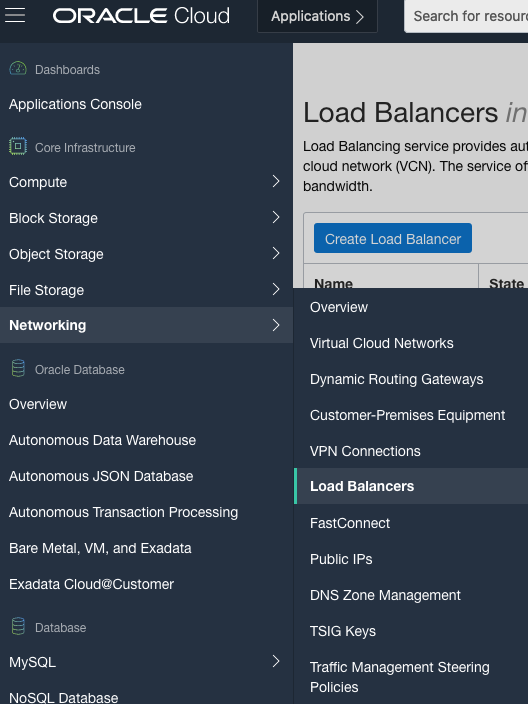 ORACLE Cloud
Applications
Search for resour
Dashboards
Applications Console
Core Infrastructure
Compute
Block Storage
Object Storage
File Storage
Networking
Oracle Database
Overview
Autonomous Data Warehouse
Autonomous JSON Database
Autonomous Transaction Processing
Bare Metal, VM, and Exadata
Exadata Cloud@Customer
Database
MySQL
NoSQL Database
Load Balancers in
Load Balancing service provides aut
cloud network (VCN). The service of
bandwidth.
Create Load Balancer
Name
State
Overview
Virtual Cloud Networks
Dynamic Routing Gateways
Customer-Premises Equipment
VPN Connections
Load Balancers
FastConnect
Public IPs
DNS Zone Management
TSIG Keys
Traffic Management Steering
Policies